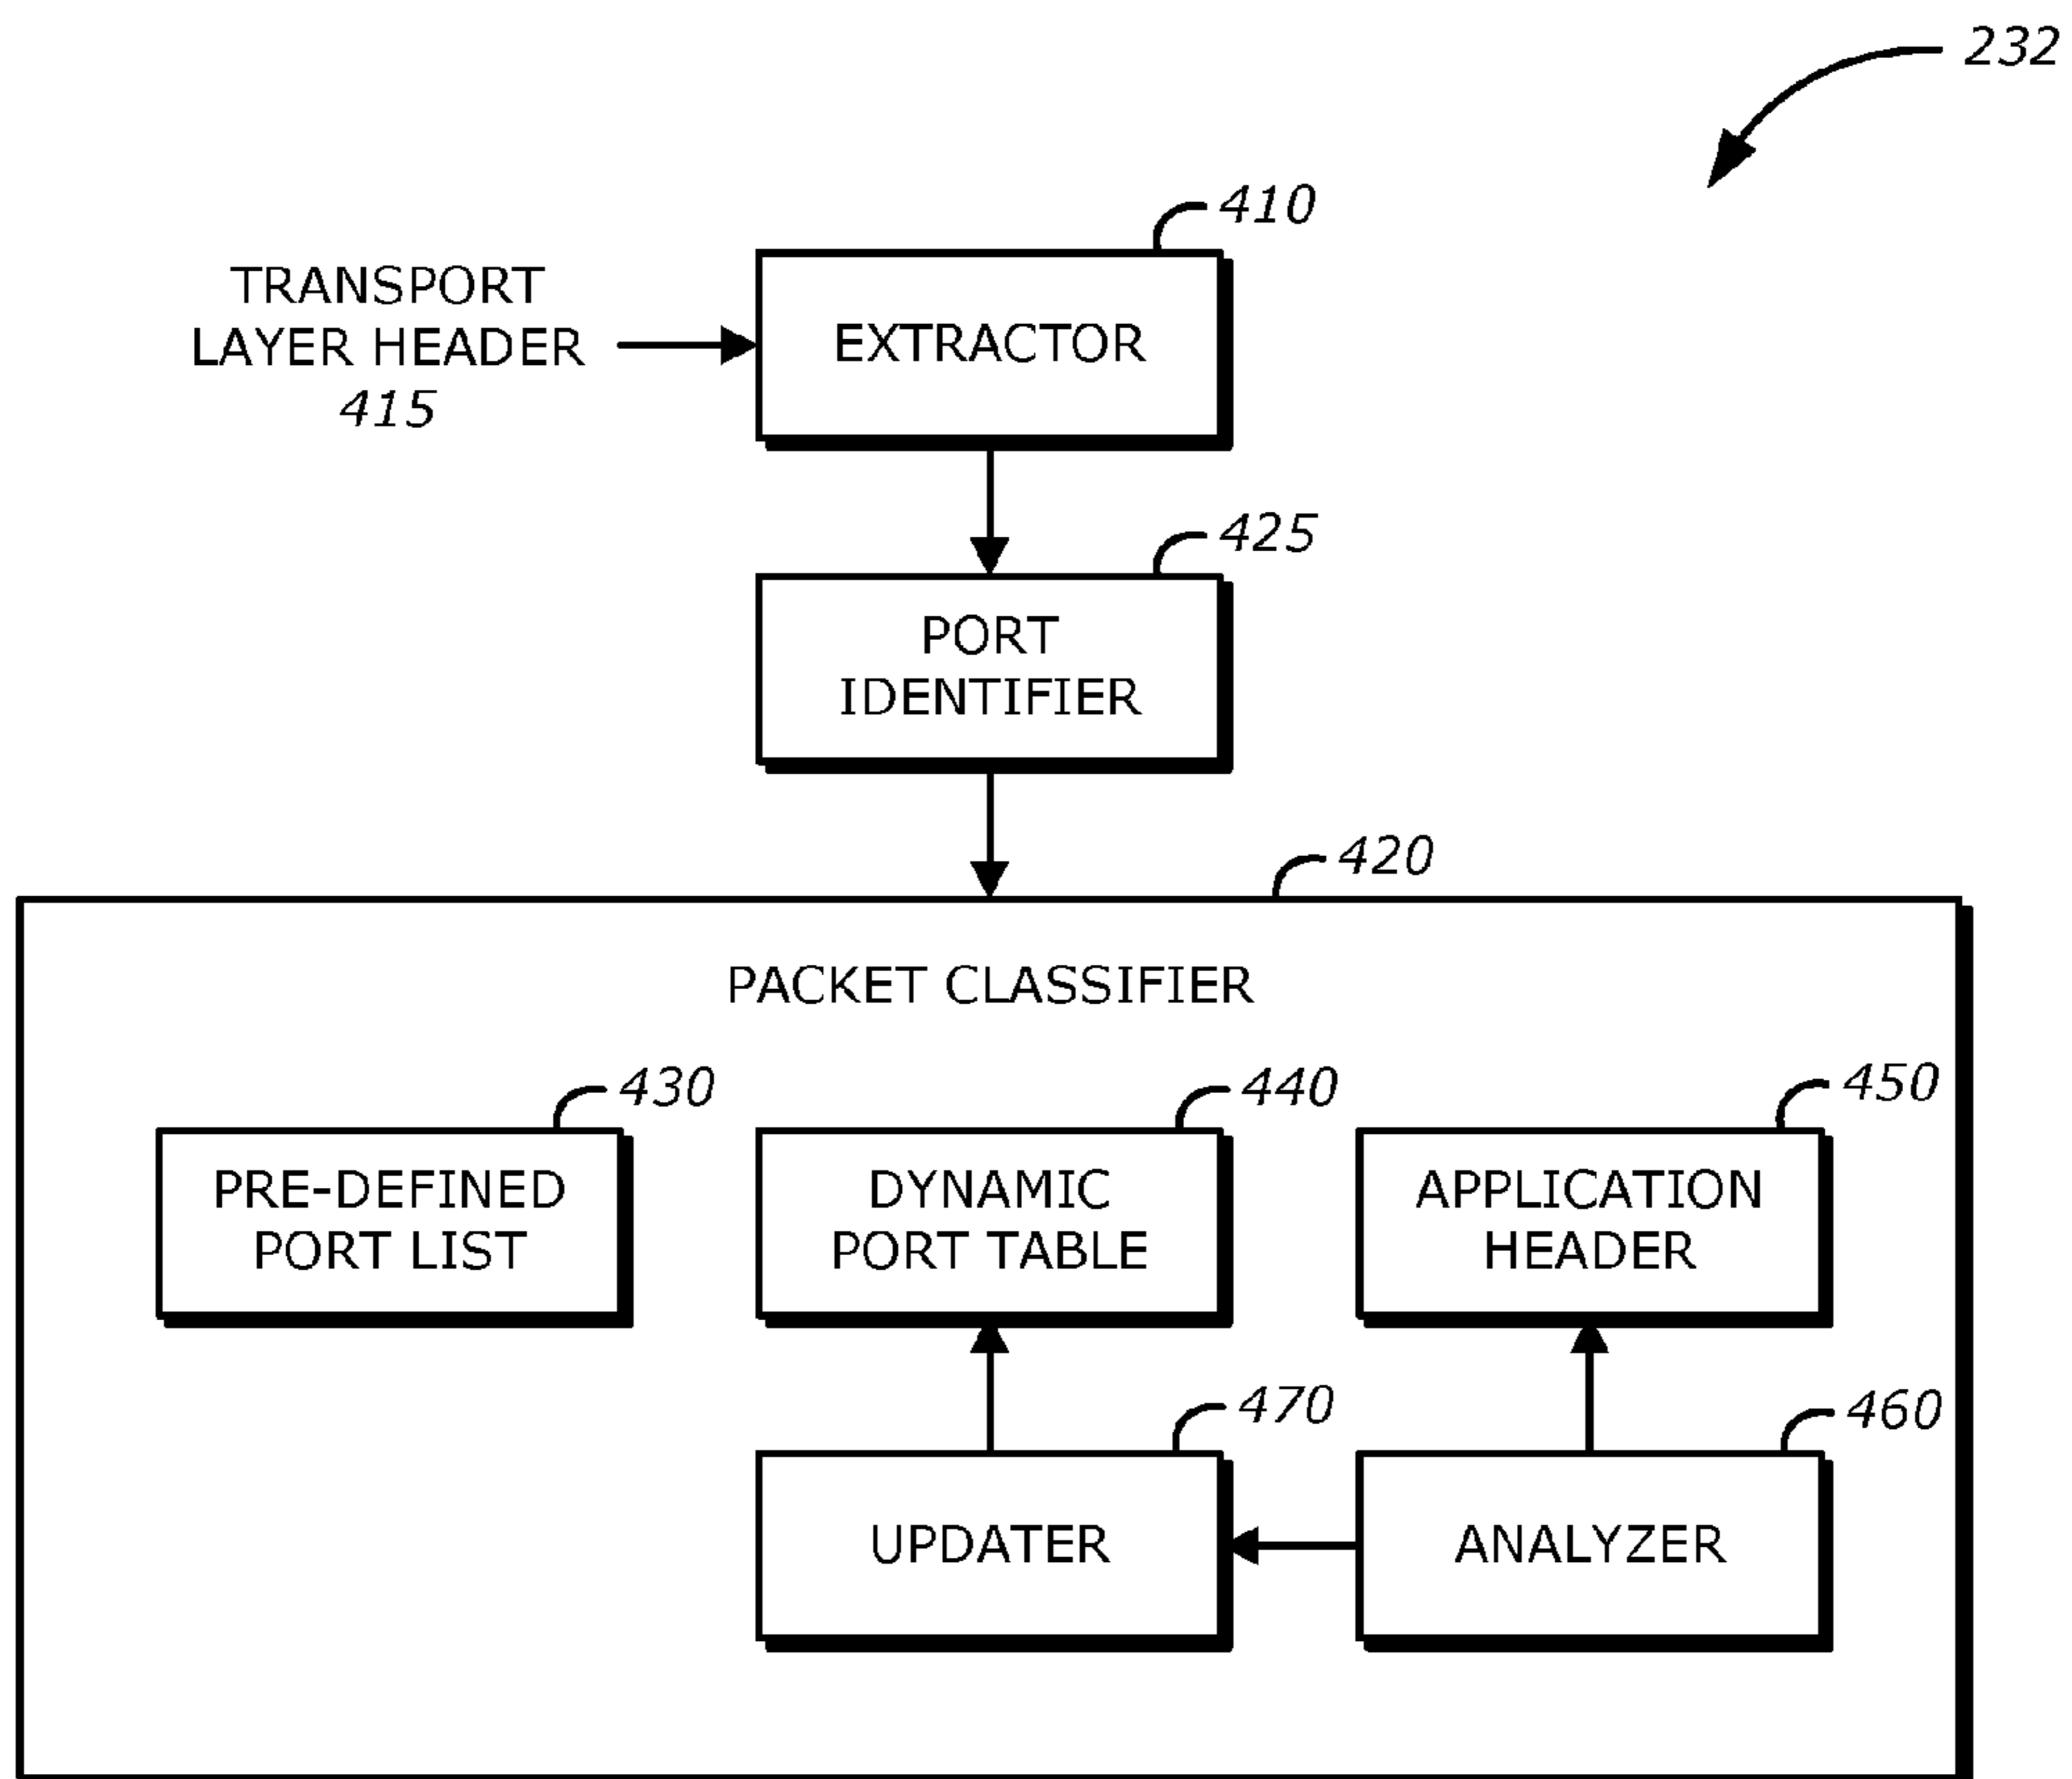 232
410
TRANSPORT
LAYER HEADER
415
EXTRACTOR
425
PORT
IDENTIFIER
420
PACKET CLASSIFIER
430
440
450
PRE-DEFINED
PORT LIST
DYNAMIC
PORT TABLE
APPLICATION
HEADER
470
460
UPDATER
ANALYZER